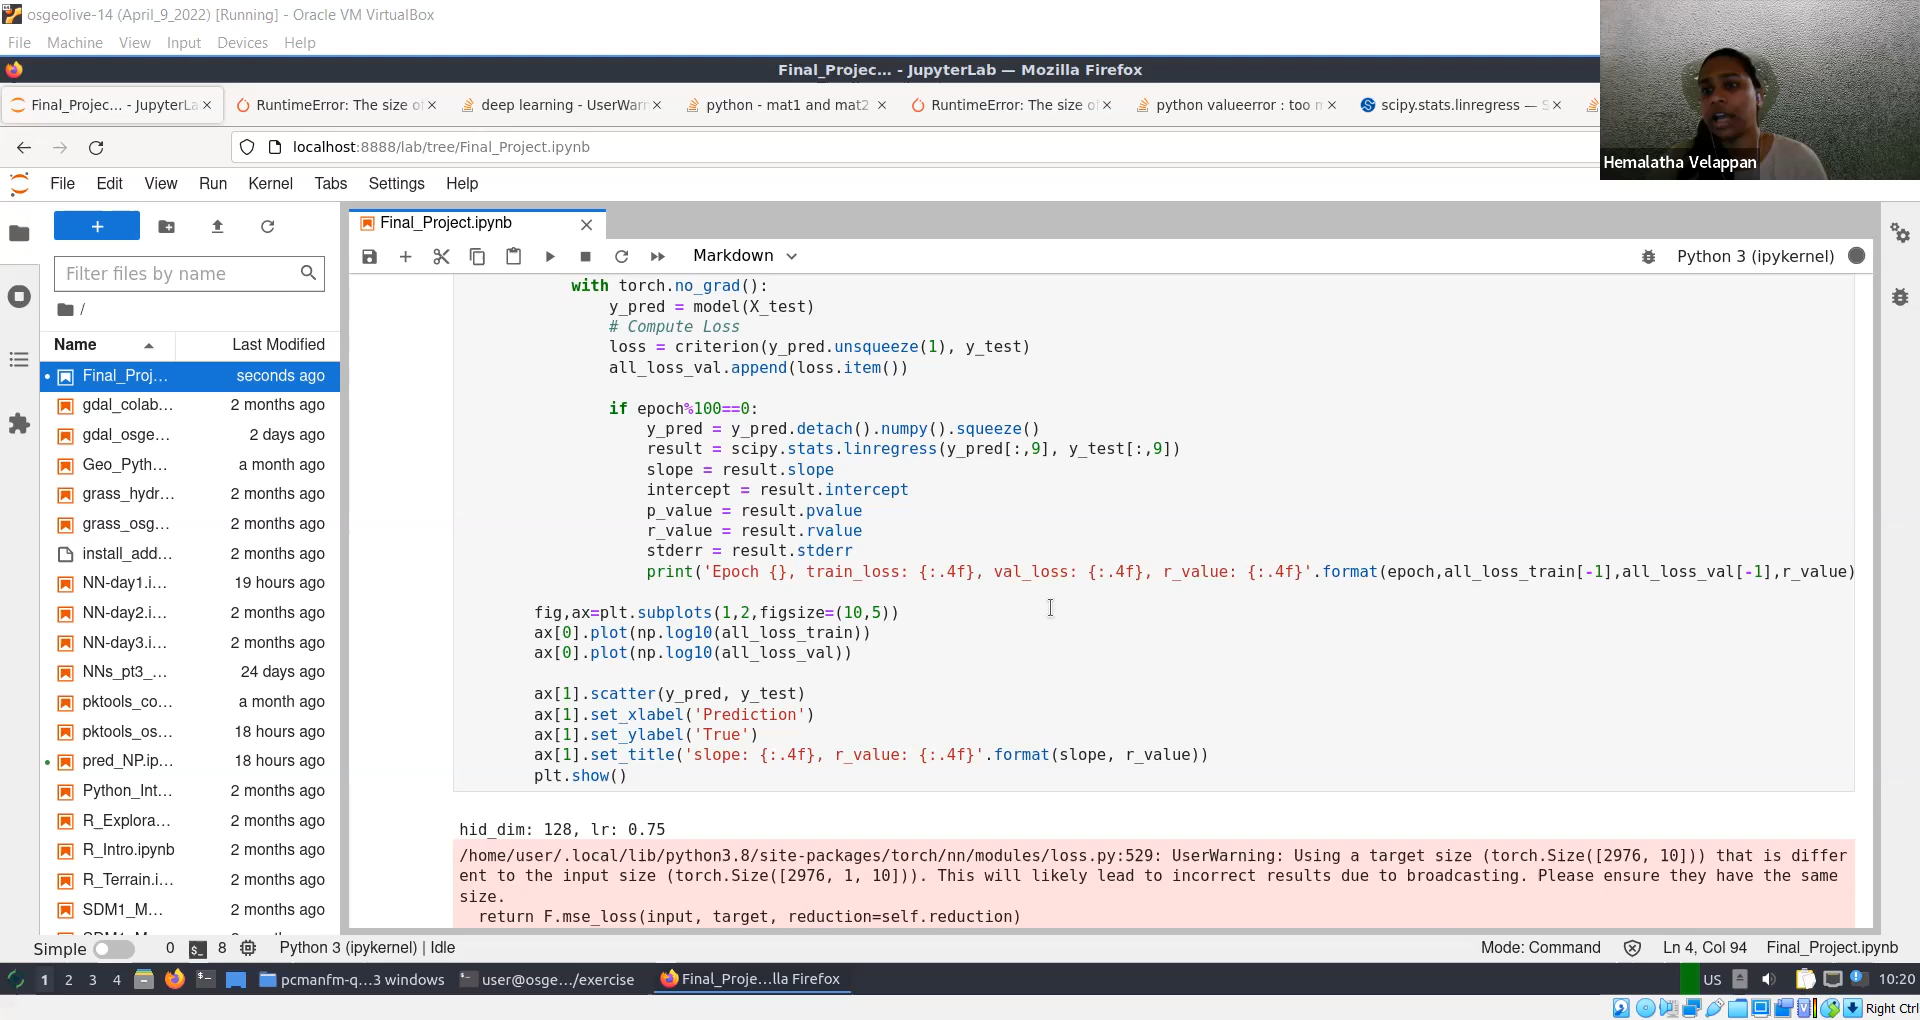 osgeolive-14 (April_9_2022) [Running] - Oracle VM VirtualBox
File Machine View Input Devices Help
Final_Projec... - JupyterLab — Mozilla Firefox
Final_Projec... - JupyterLa
RuntimeError: The size o
deep learning - UserWar
python - mat1 and mat2
RuntimeError: The size o
python valueerror : too m
scipy.stats.linregress — S
localhost:8888/lab/tree/Final_Project.ipynb
Hemalatha Velappan
File Edit View Run Kernel Tabs Settings Help
Final_Project.ipynb
Filter files by name
Markdown
Python 3 (ipykernel)
/
Name Last Modified
Final_Proj... seconds ago
gdal_colab... 2 months ago
gdal_osge... 2 days ago
Geo_Pyth... a month ago
grass_hydr... 2 months ago
grass_osg... 2 months ago
install_add... 2 months ago
NN-day1.i... 19 hours ago
NN-day2.i... 2 months ago
NN-day3.i... 2 months ago
NNs_pt3_... 24 days ago
pktools_co... a month ago
pktools_os... 18 hours ago
pred_NP.ip... 18 hours ago
Python_Int... 2 months ago
R_Explora... 2 months ago
R_Intro.ipynb 2 months ago
R_Terrain.i... 2 months ago
SDM1_M... 2 months ago
with torch.no_grad():
y_pred = model(X_test)
# Compute Loss
loss = criterion(y_pred.unsqueeze(1), y_test)
all_loss_val.append(loss.item())
if epoch%100==0:
y_pred = y_pred.detach().numpy().squeeze()
result = scipy.stats.linregress(y_pred[:,9], y_test[:,9])
slope = result.slope
intercept = result.intercept
p_value = result.pvalue
r_value = result.rvalue
stderr = result.stderr
print('Epoch {}, train_loss: {:.4f}, val_loss: {:.4f}, r_value: {:.4f}'.format(epoch,all_loss_train[-1],all_loss_val[-1],r_value)
fig,ax=plt.subplots(1,2,figsize=(10,5))
ax[0].plot(np.log10(all_loss_train))
ax[0].plot(np.log10(all_loss_val))
ax[1].scatter(y_pred, y_test)
ax[1].set_xlabel('Prediction')
ax[1].set_ylabel('True')
ax[1].set_title('slope: {:.4f}, r_value: {:.4f}'.format(slope, r_value))
plt.show()
hid_dim: 128, lr: 0.75
/home/user/.local/lib/python3.8/site-packages/torch/nn/modules/loss.py:529: UserWarning: Using a target size (torch.Size([2976, 10])) that is differ
ent to the input size (torch.Size([2976, 1, 10])). This will likely lead to incorrect results due to broadcasting. Please ensure they have the same
size.
return F.mse_loss(input, target, reduction=self.reduction)
Simple 0 8 Python 3 (ipykernel) | Idle Mode: Command Ln 4, Col 94 Final_Project.ipynb
1 2 3 4 pcmanfm-q...3 windows user@osge.../exercise Final_Proje...lla Firefox US 10:20
Right Ctrl